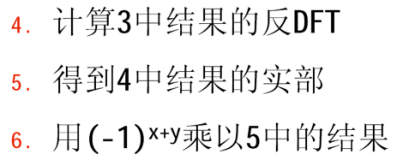 4. 计算3中结果的反DFT
5. 得到4中结果的实部
6. 用(-1)^{x+y}乘以5中的结果